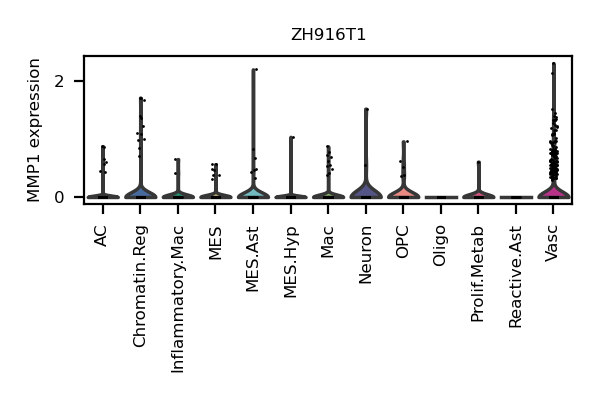 ZH916T1
MMP1 expression
2
0
AC
Chromatin.Reg
Inflammatory.Mac
MES
MES.Ast
MES.Hyp
Mac
Neuron
OPC
Oligo
Prolif.Metab
Reactive.Ast
Vasc